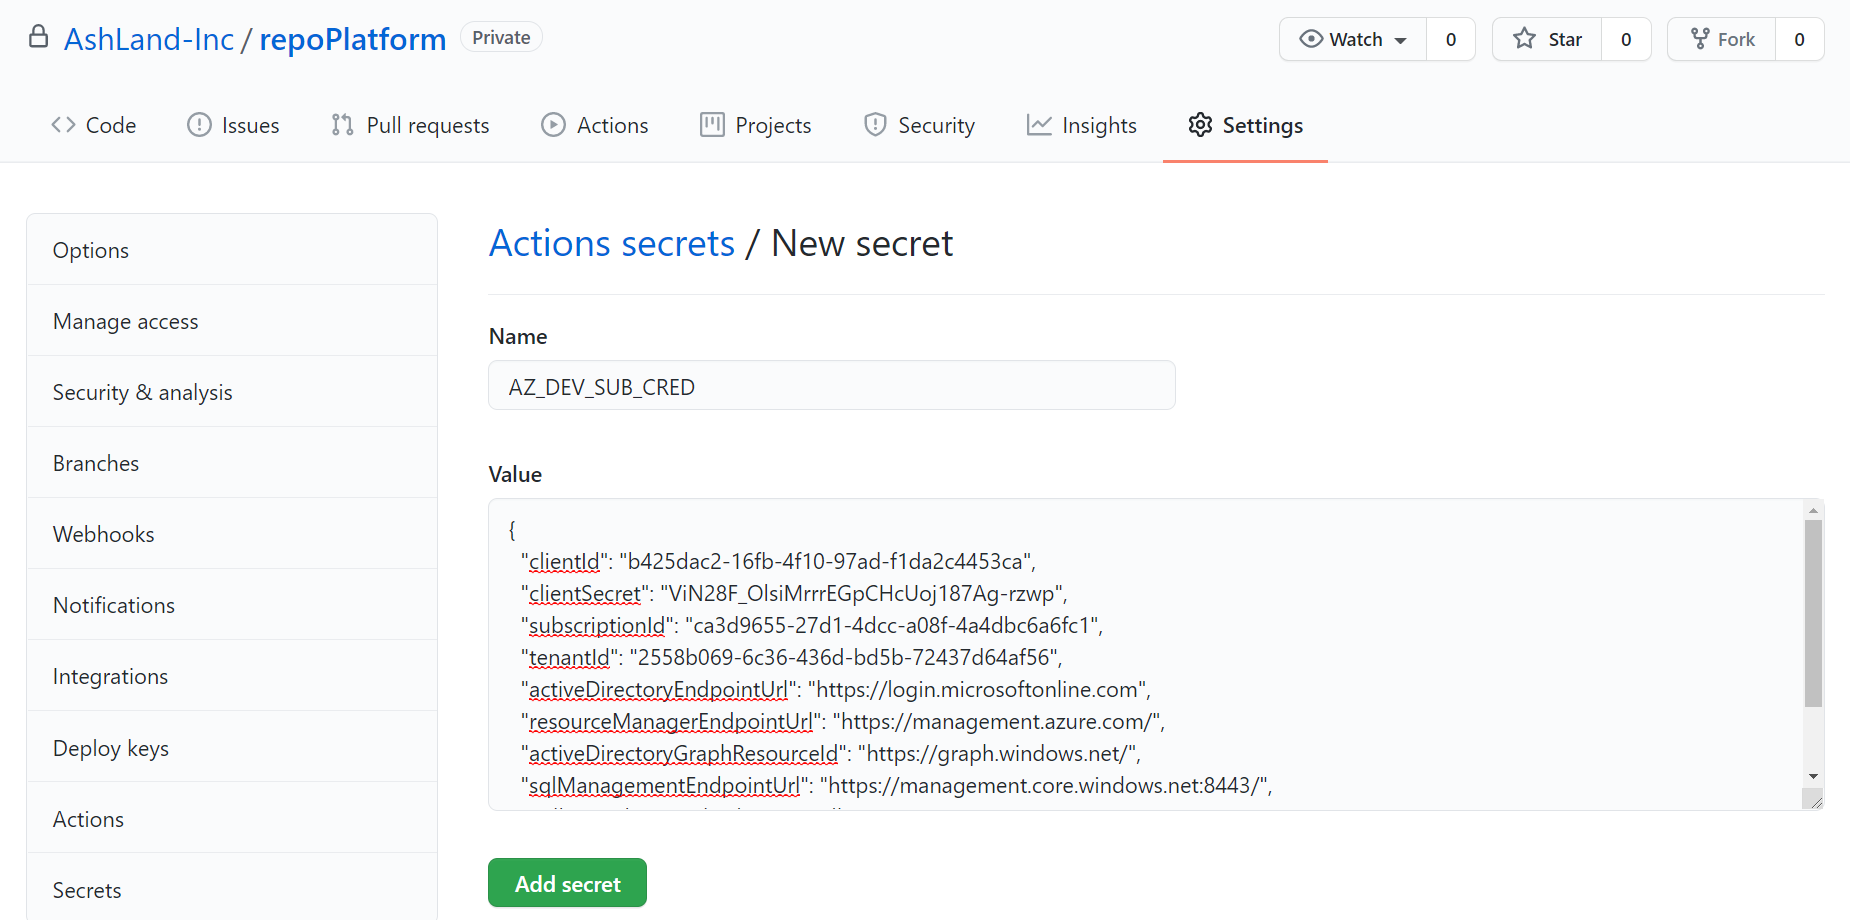 AshLand-Inc / repoPlatform Private
Watch 0 Star 0 Fork 0
Code Issues Pull requests Actions Projects Security Insights Settings
Options
Manage access
Security & analysis
Branches
Webhooks
Notifications
Integrations
Deploy keys
Actions
Secrets
Actions secrets / New secret
Name
AZ_DEV_SUB_CRED
Value
{
"clientId": "b425dac2-16fb-4f10-97ad-f1da2c4453ca",
"clientSecret": "ViN28F_OlsiMrrrEGpCHcUoj187Ag-rzwp",
"subscriptionId": "ca3d9655-27d1-4dcc-a08f-4a4dbc6a6fc1",
"tenantId": "2558b069-6c36-436d-bd5b-72437d64af56",
"activeDirectoryEndpointUrl": "https://login.microsoftonline.com",
"resourceManagerEndpointUrl": "https://management.azure.com/",
"activeDirectoryGraphResourceId": "https://graph.windows.net/",
"sqlManagementEndpointUrl": "https://management.core.windows.net:8443/",
Add secret